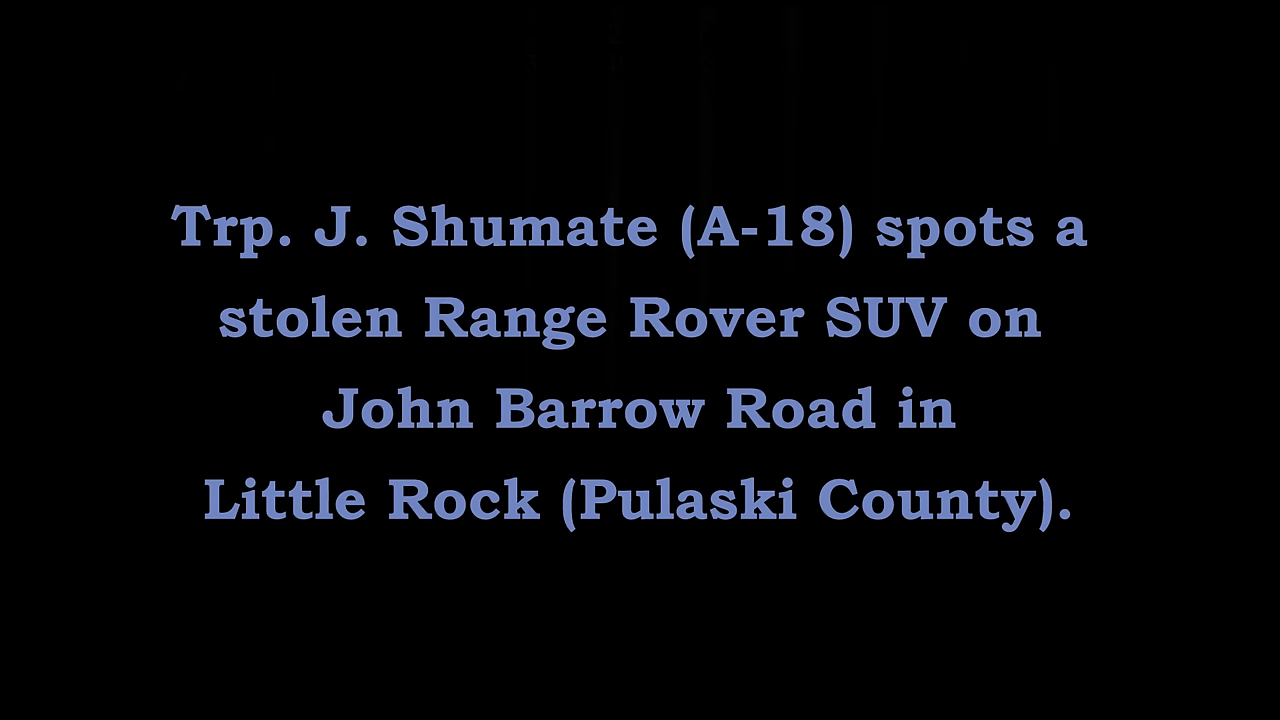 Trp. J. Shumate (A-18) spots a
stolen Range Rover SUV on
John Barrow Road in
Little Rock (Pulaski County).